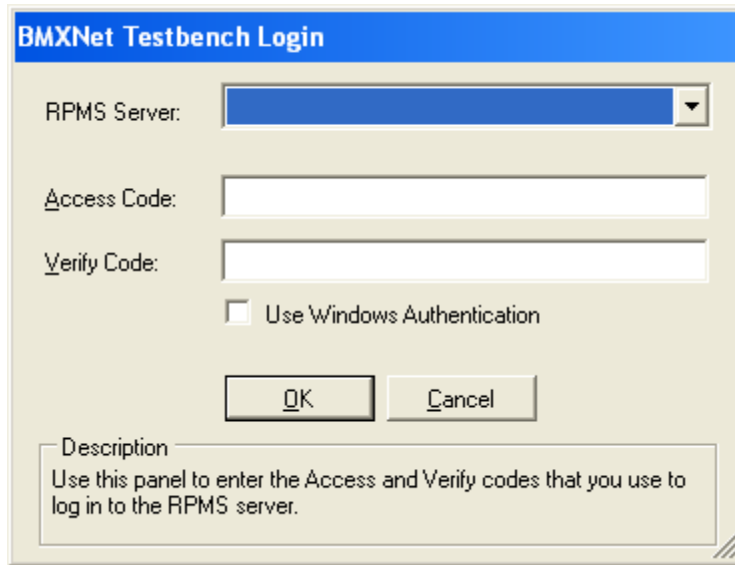 BMXNet Testbench Login
RPMS Server:
Access Code:
Verify Code:
Use Windows Authentication
OK Cancel
Description
Use this panel to enter the Access and Verify codes that you use to
log in to the RPMS server.